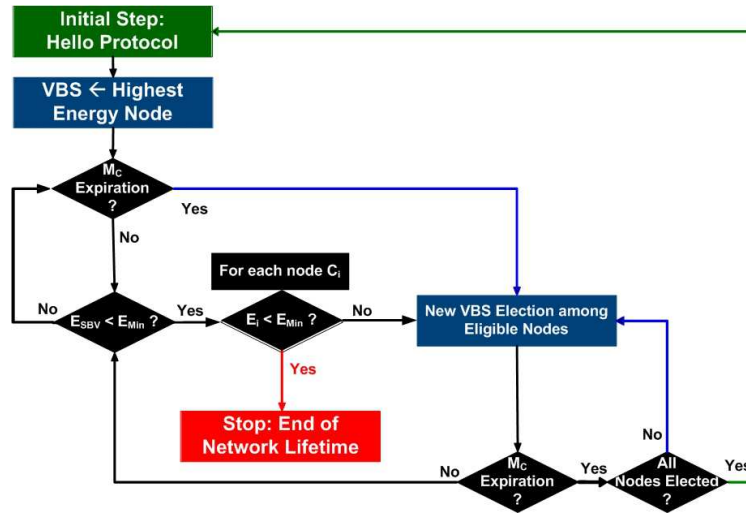 Initial Step:
Hello Protocol
VBS ← Highest
Energy Node
Mc
Expiration
?
Yes
No
For each node Ci
No
ESBV < EMin ?
Yes
Ei < EMin ?
No
New VBS Election among
Eligible Nodes
Yes
Stop: End of
Network Lifetime
No
No
Mc
Expiration
?
Yes
All
Nodes Elected
?
Yes